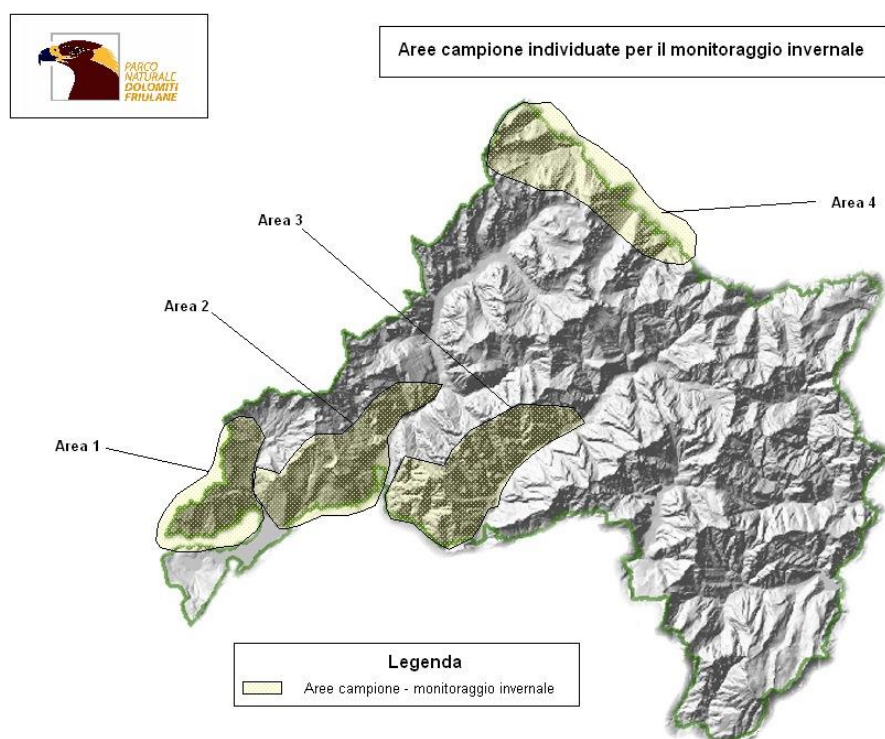 PARCO
NATURALE
DOLOMITI
FRIULANE
Aree campione individuate per il monitoraggio invernale
Area 4
Area 3
Area 2
Area 1
Legenda
Aree campione - monitoraggio invernale